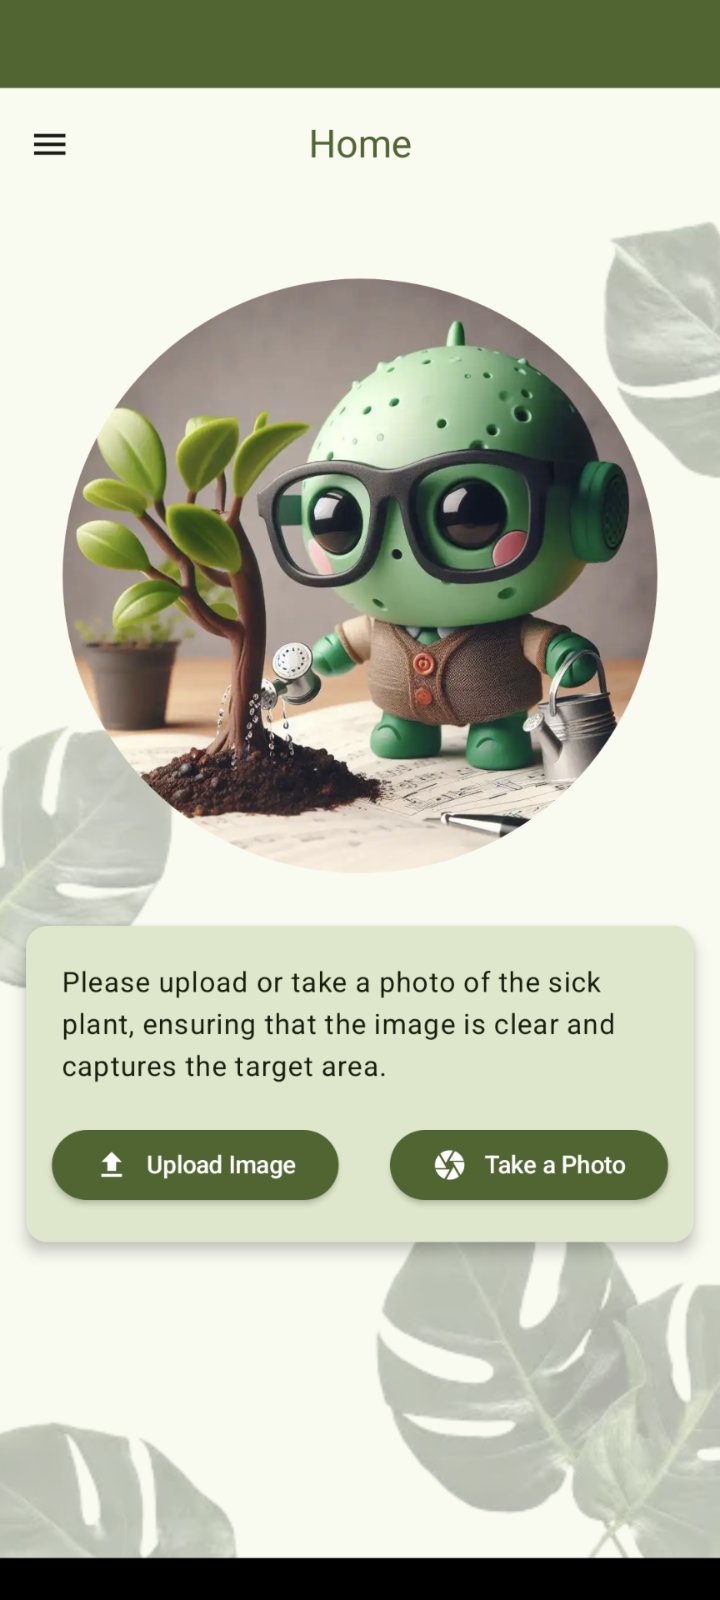 Home
Please upload or take a photo of the sick
plant, ensuring that the image is clear and
captures the target area.
Upload Image
Take a Photo